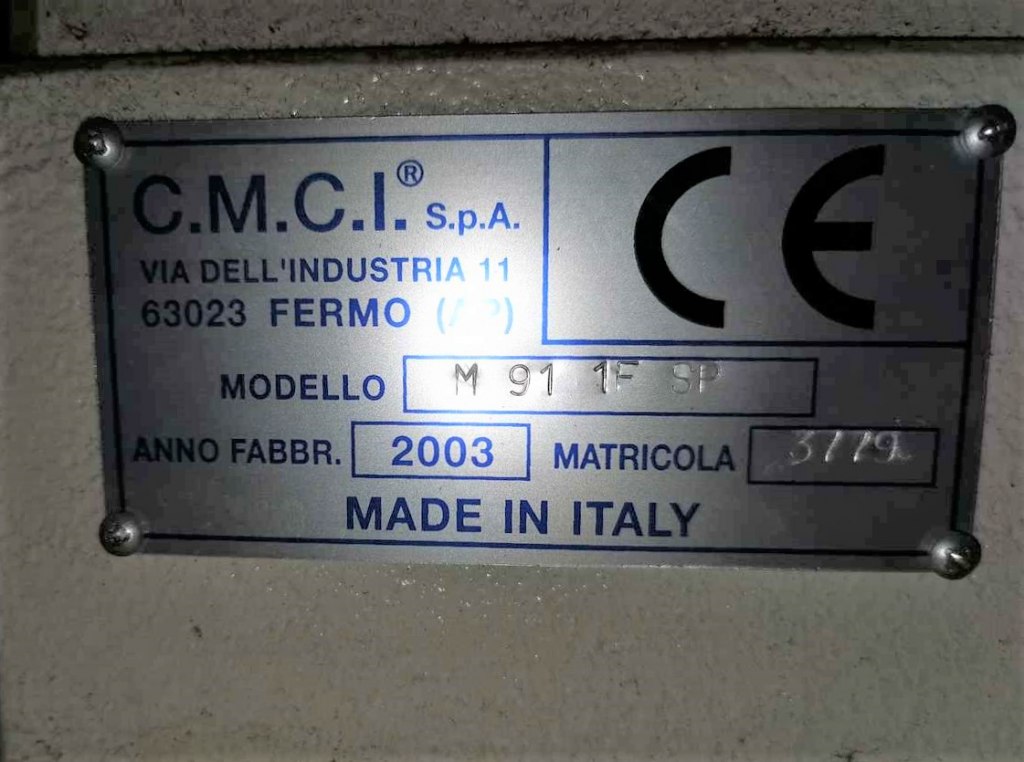 C.M.C.I.® S.p.A.
CE
VIA DELL'INDUSTRIA 11
63023 FERMO (AP)
MODELLO M 91 1F SP
ANNO FABBR. 2003 MATRICOLA
MADE IN ITALY